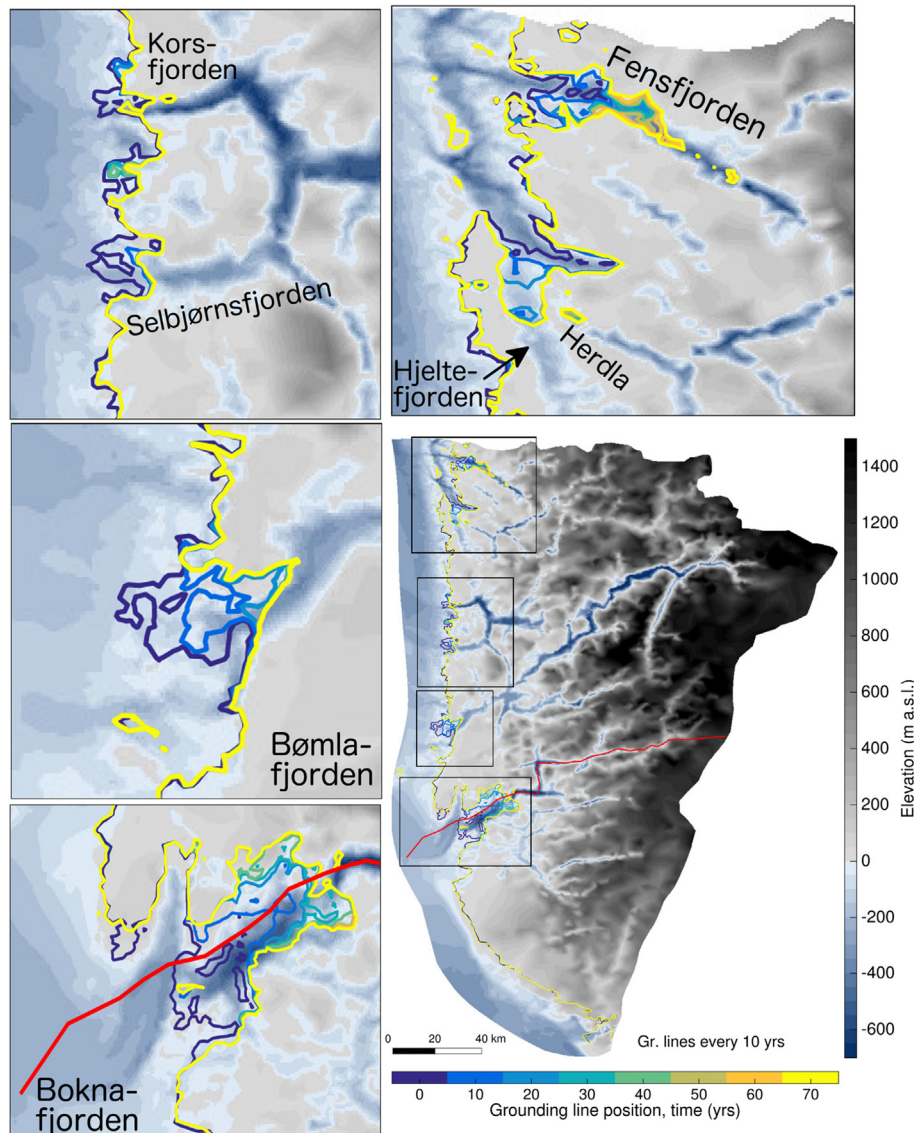 Kors-
fjorden
Selbjørnsfjorden
Fensfjorden
Hjelte-
fjorden
Herdla
Bømla-
fjorden
Bokna-
fjorden
1400
1200
1000
800
600
400
200
0
-200
-400
-600
Elevation (m a.s.l.)
0 20 40 km
Gr. lines every 10 yrs
0 10 20 30 40 50 60 70
Grounding line position, time (yrs)